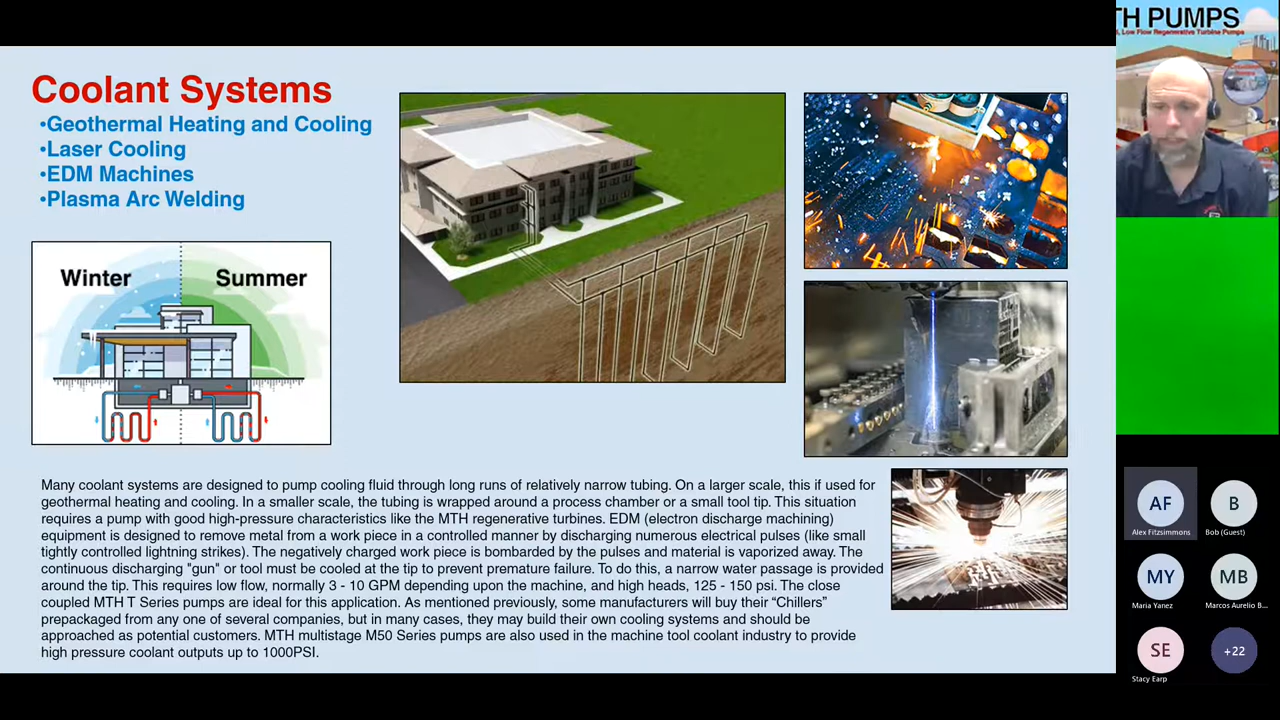 Coolant Systems
•Geothermal Heating and Cooling
•Laser Cooling
•EDM Machines
•Plasma Arc Welding
Winter
Summer
Many coolant systems are designed to pump cooling fluid through long runs of relatively narrow tubing. On a larger scale, this if used for
geothermal heating and cooling. In a smaller scale, the tubing is wrapped around a process chamber or a small tool tip. This situation
requires a pump with good high-pressure characteristics like the MTH regenerative turbines. EDM (electron discharge machining)
equipment is designed to remove metal from a work piece in a controlled manner by discharging numerous electrical pulses (like small
tightly controlled lightning strikes). The negatively charged work piece is bombarded by the pulses and material is vaporized away. The
continuous discharging "gun" or tool must be cooled at the tip to prevent premature failure. To do this, a narrow water passage is provided
around the tip. This requires low flow, normally 3 - 10 GPM depending upon the machine, and high heads, 125 - 150 psi. The close
coupled MTH T Series pumps are ideal for this application. As mentioned previously, some manufacturers will buy their “Chillers”
prepackaged from any one of several companies, but in many cases, they may build their own cooling systems and should be
approached as potential customers. MTH multistage M50 Series pumps are also used in the machine tool coolant industry to provide
high pressure coolant outputs up to 1000PSI.
TH PUMPS
, Low Flow Regenerative Turbine Pumps
AF
Alex Fitzsimmons
B
Bob (Guest)
MY
Maria Yanez
MB
Marcos Aurelio B...
SE
Stacy Earp
+22